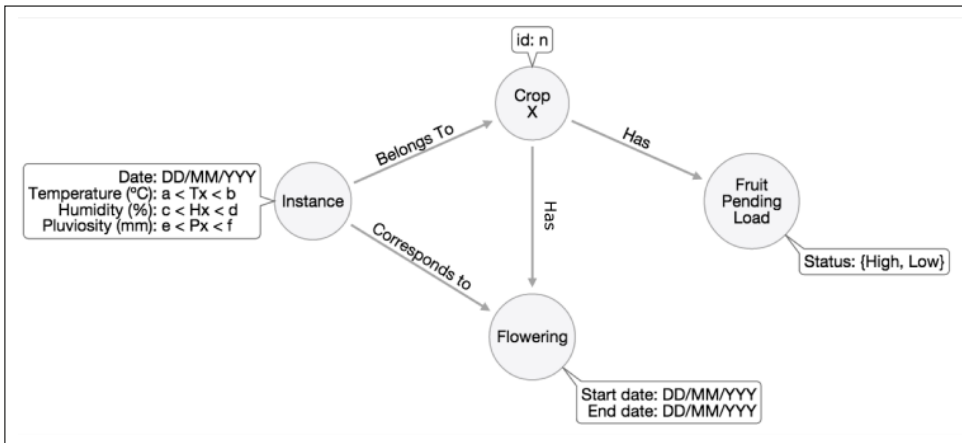 id: n
Crop
X
Belongs To
Has
Date: DD/MM/YYY
Temperature (ºC): a < Tx < b
Humidity (%): c < Hx < d
Pluviosity (mm): e < Px < f
Instance
Fruit
Pending
Load
Has
Corresponds to
Status: {High, Low}
Flowering
Start date: DD/MM/YYY
End date: DD/MM/YYY